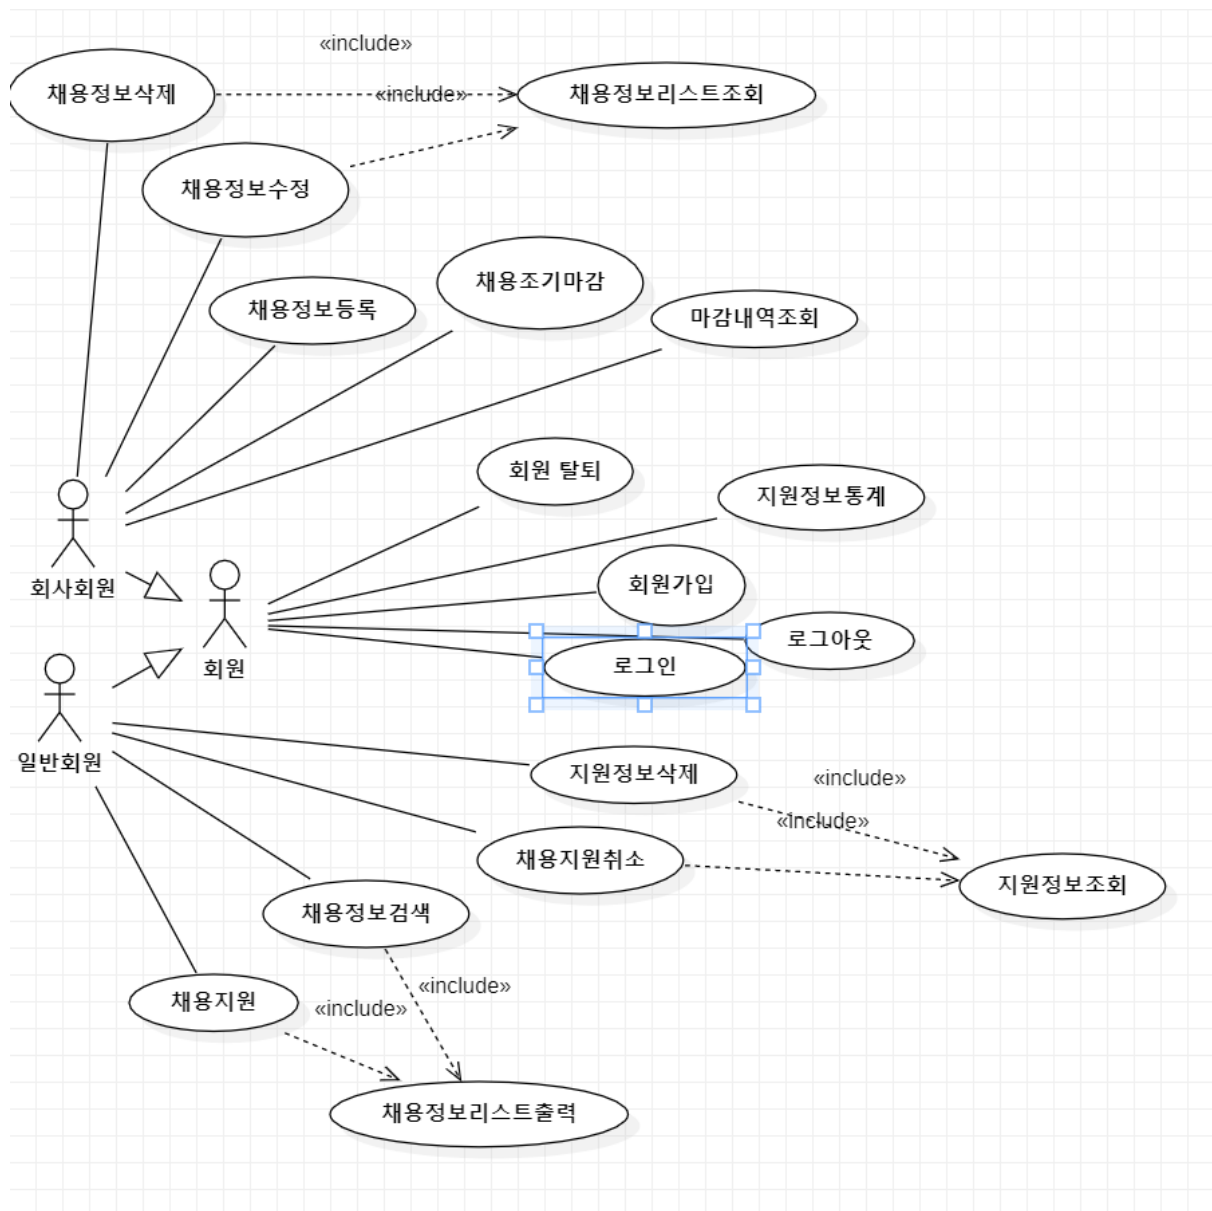 «include»
채용정보삭제
«include»
채용정보리스트조회
채용정보수정
채용조기마감
채용정보등록
마감내역조회
회원 탈퇴
지원정보통계
회원가입
회사회원
로그아웃
회원
로그인
일반회원
지원정보삭제
«include»
«include»
채용지원취소
지원정보조회
채용정보검색
«include»
채용지원
«include»
채용정보리스트출력